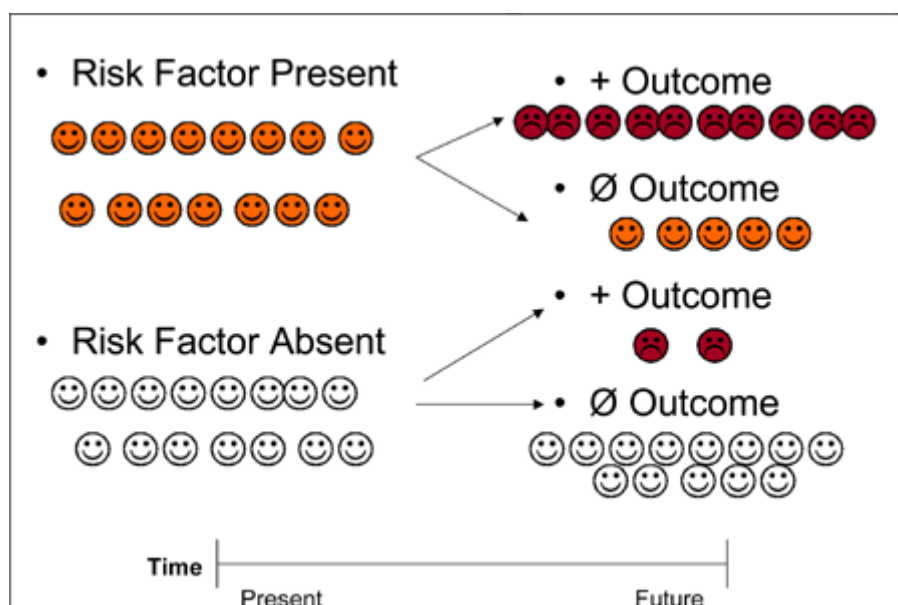 • Risk Factor Present
• + Outcome
• Ø Outcome
• + Outcome
• Risk Factor Absent
• Ø Outcome
Time
Present
Future